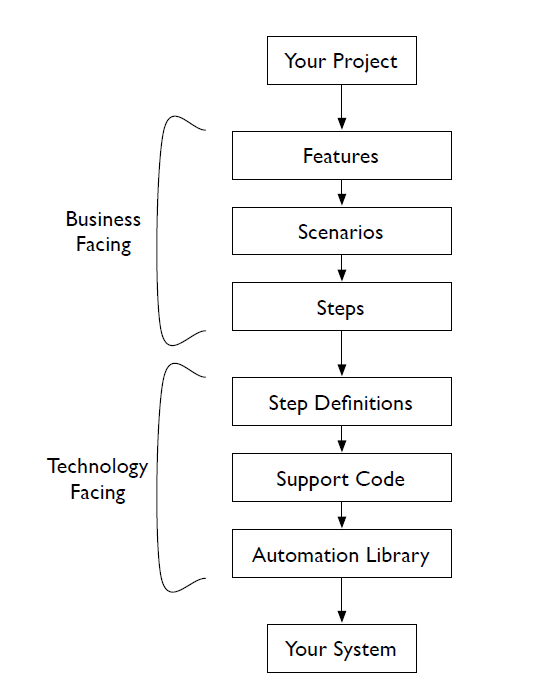 Your Project
Features
Business
Facing
Scenarios
Steps
Step Definitions
Technology
Facing
Support Code
Automation Library
Your System